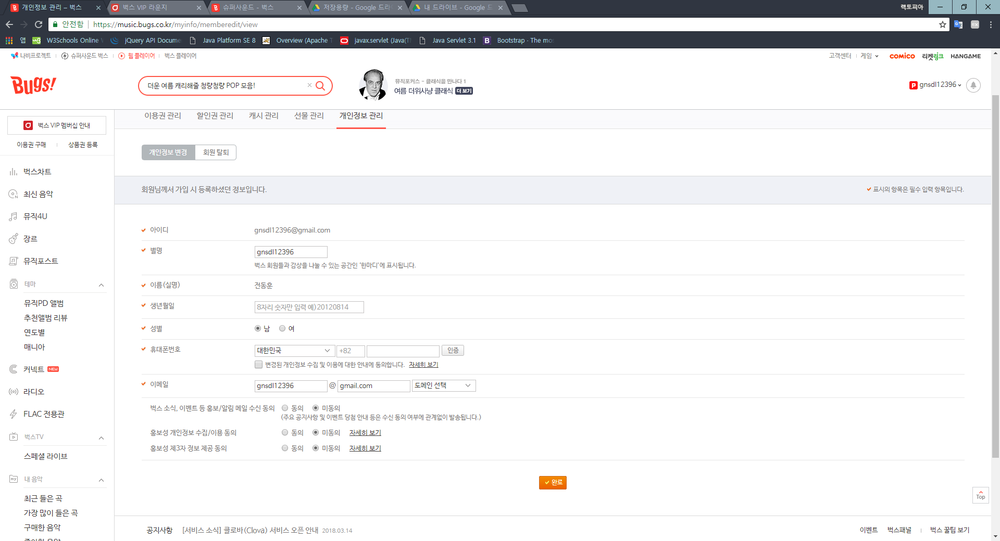 개인정보 관리 – 벅스
벅스 VIP 라운지
슈퍼사운드 - 벅스
저장용량 - Google 드라
내 드라이브 - Google 드
렉토피아
안전함 https://music.bugs.co.kr/myinfo/memberedit/view
앱 W3Schools Online jQuery API Docume Java Platform SE 8 Overview (Apache T javax.servlet (Java(T Java Servlet 3.1 Bootstrap · The mos
나비프로젝트 슈퍼사운드 벅스 웹 플레이어 벅스 플레이어
고객센터 게임 COMICO 티켓링크 HANGAME
Bugs!
더운 여름 캐리해줄 청량청량 POP 모음!
뮤직포커스 - 클래식을 만나다 1
여름 더위사냥 클래식 더 보기
gnsdl12396
벅스 VIP 멤버십 안내
이용권 구매 상품권 등록
벅스차트
최신 음악
뮤직4U
장르
뮤직포스트
테마
뮤직PD 앨범
추천앨범 리뷰
연도별
매니아
커넥트 NEW
라디오
FLAC 전용관
벅스TV
스페셜 라이브
내 음악
최근 들은 곡
가장 많이 들은 곡
구매한 음악
이용권 관리 할인권 관리 캐시 관리 선물 관리 개인정보 관리
개인정보 변경 회원 탈퇴
회원님께서 가입 시 등록하셨던 정보입니다.
표시의 항목은 필수 입력 항목입니다.
아이디 gnsdl12396@gmail.com
별명 gnsdl12396
벅스 회원들과 감상을 나눌 수 있는 공간인 ‘한마디’에 표시됩니다.
이름(실명) 전동훈
생년월일 8자리 숫자만 입력 예)20120814
성별 남 여
휴대폰번호 대한민국 +82 인증
변경된 개인정보 수집 및 이용에 대한 안내에 동의합니다. 자세히 보기
이메일 gnsdl12396 @ gmail.com 도메인 선택
벅스 소식, 이벤트 등 홍보/알림 메일 수신 동의 동의 미동의
(주요 공지사항 및 이벤트 당첨 안내 등은 수신 동의 여부에 관계없이 발송됩니다.)
홍보성 개인정보 수집/이용 동의 동의 미동의 자세히 보기
홍보성 제3자 정보 제공 동의 동의 미동의 자세히 보기
완료
Top
공지사항 [서비스 소식] 클로바(Clova) 서비스 오픈 안내 2018.03.14
이벤트 벅스패널 벅스 꿀팁 보기